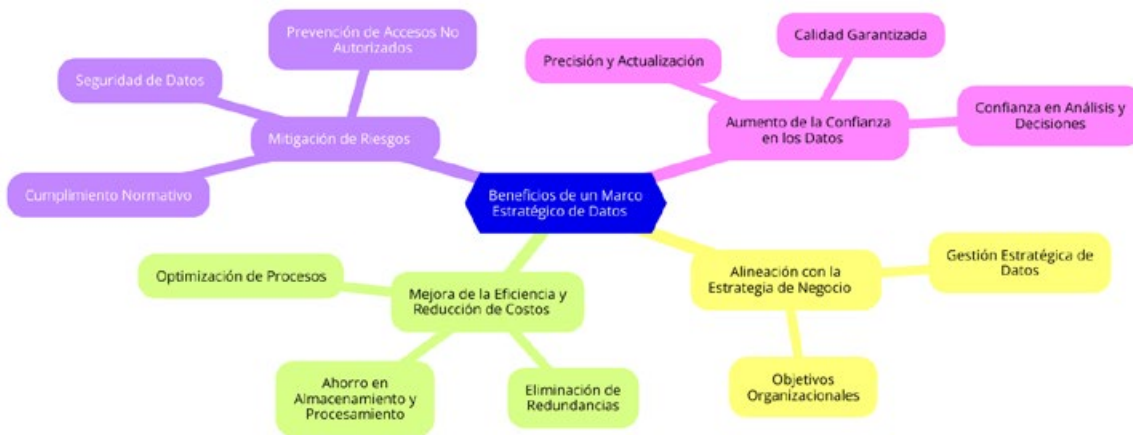 Prevención de Accesos No
Autorizados
Seguridad de Datos
Mitigación de Riesgos
Cumplimiento Normativo
Calidad Garantizada
Precisión y Actualización
Aumento de la Confianza
en los Datos
Confianza en Análisis y
Decisiones
Beneficios de un Marco
Estratégico de Datos
Optimización de Procesos
Mejora de la Eficiencia y
Reducción de Costos
Ahorro en
Almacenamiento y
Procesamiento
Eliminación de
Redundancias
Alineación con la
Estrategia de Negocio
Gestión Estratégica de
Datos
Objetivos
Organizacionales